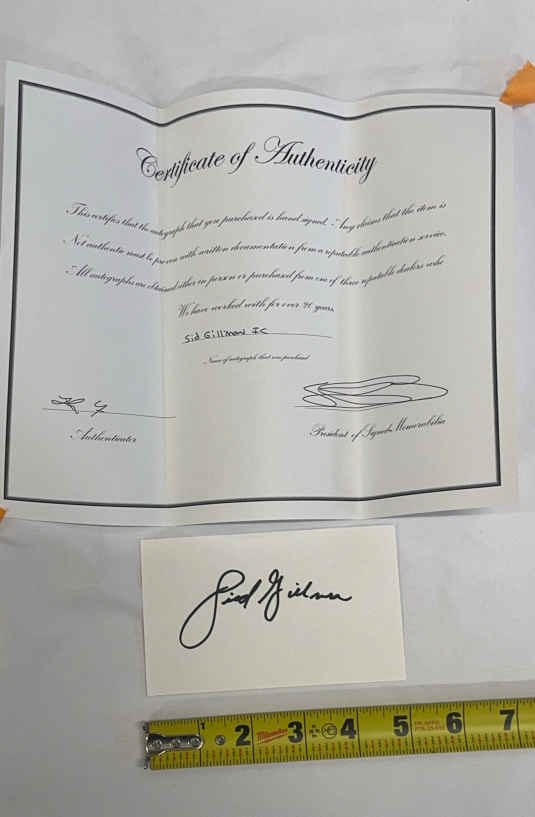 Certificate of Authenticity
This certifies that the autograph that you purchased is hand signed. Any claims that the item is
Not authentic must be proven with written documentation from a reputable authentication service.
All autographs are obtained either in person or purchased from one of three reputable dealers who
We have worked with for over 20 years
Sid Gillman IC
Name of autograph that was purchased
Authenticator
President of Signed Memorabilia
Sid Gillman
2 Milwaukee 3 4 5 6 7